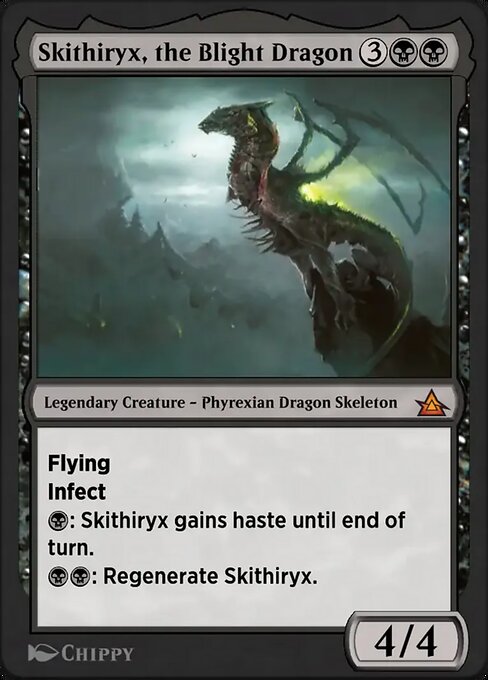 Skithiryx, the Blight Dragon 3
Legendary Creature – Phyrexian Dragon Skeleton
Flying
Infect
: Skithiryx gains haste until end of
turn.
: Regenerate Skithiryx.
4/4
Chippy